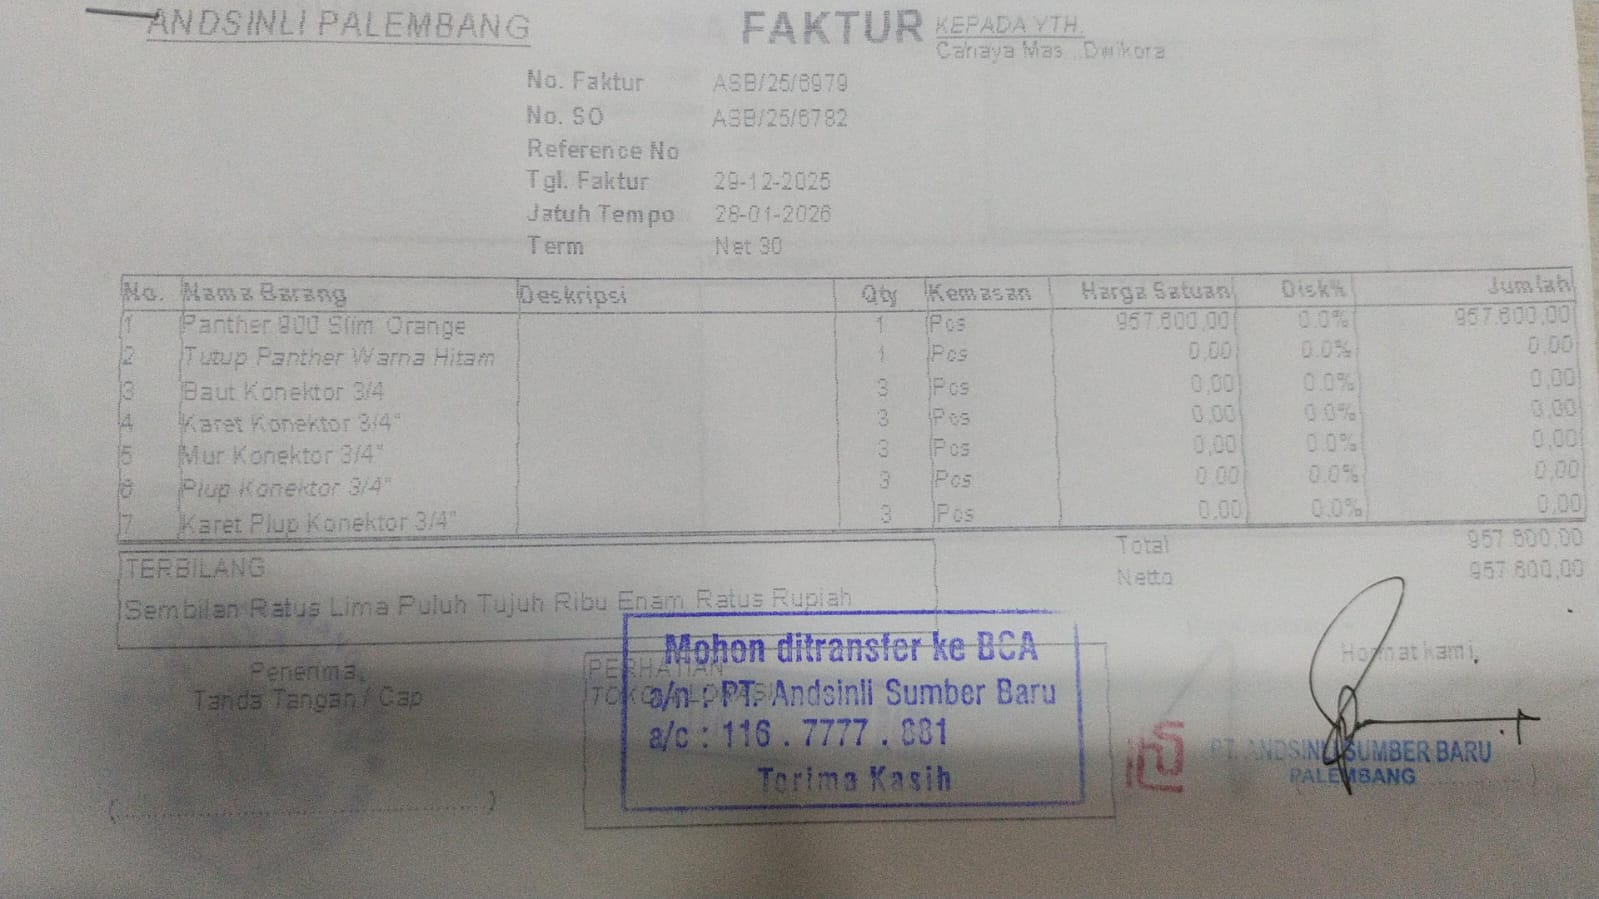 ANDSINLI PALEMBANG
FAKTUR
KEPADA YTH.
Cahaya Mas , Dwikora
No. Faktur ASB/25/6979
No. SO ASB/25/6782
Reference No
Tgl. Faktur 29-12-2025
Jatuh Tempo 28-01-2026
Term Net 30
No. Nama Barang Deskripsi Qty Kemasan Harga Satuan Disk% Jumlah
1 Panther 900 Slim Orange 1 Pcs 957.600,00 0.0% 957.600,00
2 Tutup Panther Warna Hitam 1 Pcs 0,00 0.0% 0,00
3 Baut Konektor 3/4 3 Pcs 0,00 0.0% 0,00
4 Karet Konektor 3/4" 3 Pcs 0,00 0.0% 0,00
5 Mur Konektor 3/4" 3 Pcs 0,00 0.0% 0,00
6 Plup Konektor 3/4" 3 Pcs 0,00 0.0% 0,00
7 Karet Plup Konektor 3/4" 3 Pcs 0,00 0.0% 0,00
Total 957.600,00
Netto 957.600,00
TERBILANG
Sembilan Ratus Lima Puluh Tujuh Ribu Enam Ratus Rupiah
Penerima,
Tanda Tangan / Cap
PERHATIAN
Mohon ditransfer ke BCA
a/n : PT. Andsinli Sumber Baru
a/c : 116 . 7777 . 881
Terima Kasih
Hormat kami,
PT. ANDSINLI SUMBER BARU
PALEMBANG